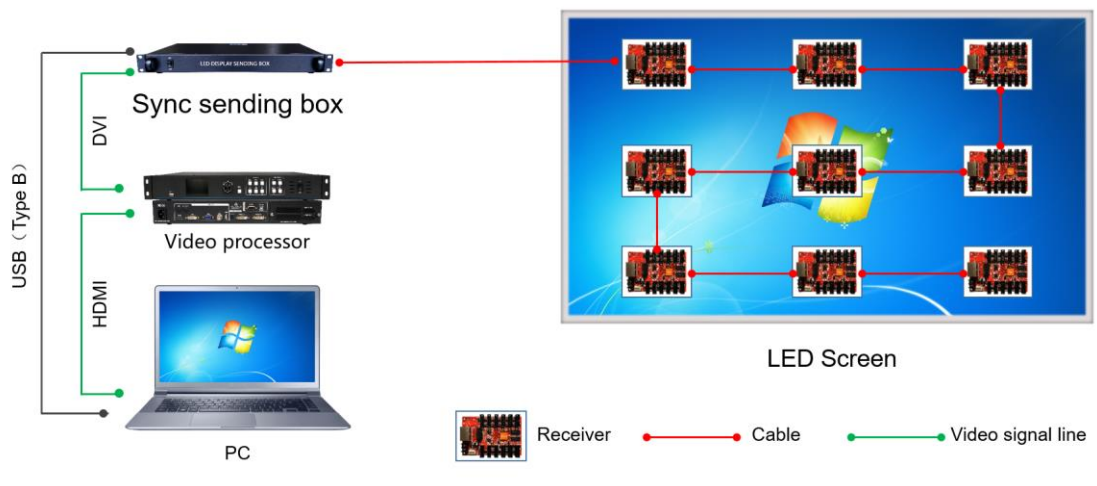 LED DISPLAY SENDING BOX
Sync sending box
DVI
USB（Type B）
Video processor
HDMI
LED Screen
PC
Receiver
Cable
Video signal line